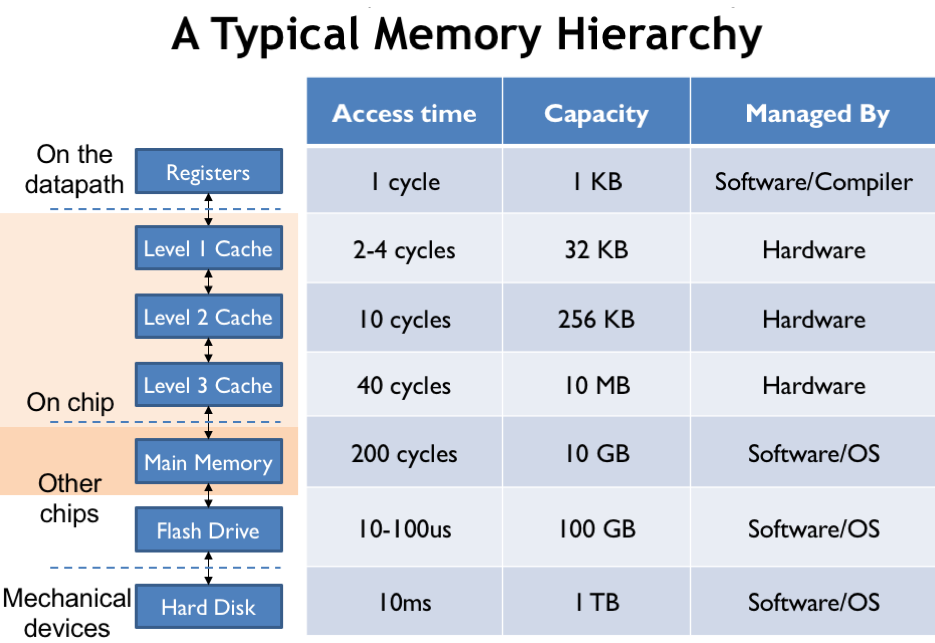 A Typical Memory Hierarchy
Access time Capacity Managed By
On the
datapath
Registers 1 cycle 1 KB Software/Compiler
Level 1 Cache 2-4 cycles 32 KB Hardware
Level 2 Cache 10 cycles 256 KB Hardware
Level 3 Cache 40 cycles 10 MB Hardware
On chip
Main Memory 200 cycles 10 GB Software/OS
Other
chips
Flash Drive 10-100us 100 GB Software/OS
Mechanical
devices
Hard Disk 10ms 1 TB Software/OS